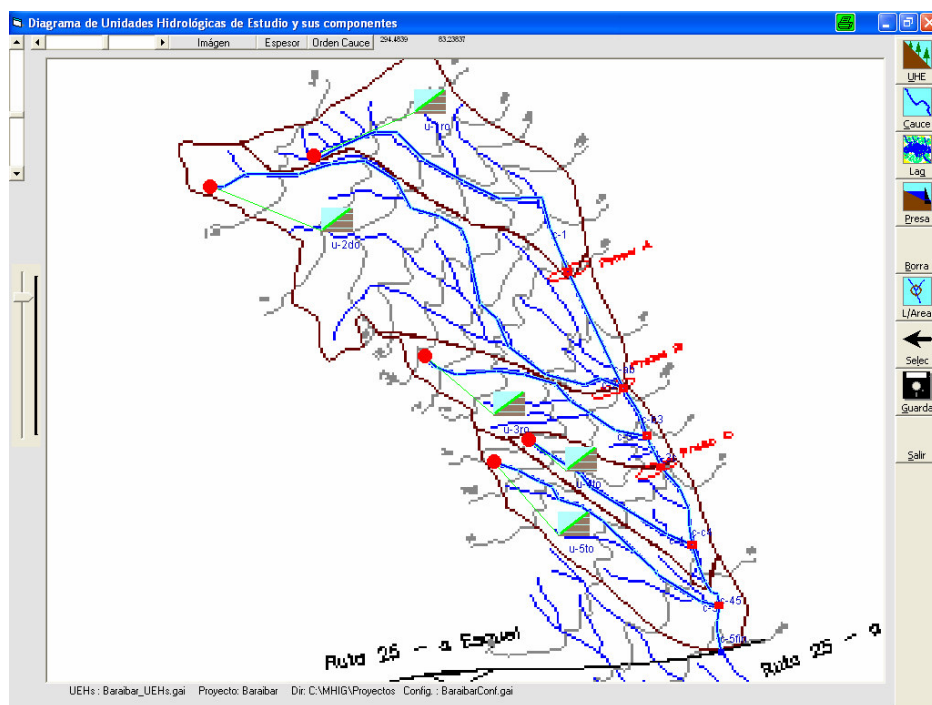 Diagrama de Unidades Hidrológicas de Estudio y sus componentes
Imágen Espesor Orden Cauce 294.4839 83.23837
UHE
Cauce
Lag
Presa
Borra
L/Area
Selec
Guarda
Salir
u-1ro
c-1
u-2do
c-ab
u-3ro
u-4to
u-5to
c-45
Ruta 25 - a Esquel
Ruta 25 - a
UEHs : Baraibar_UEHs.gai Proyecto: Baraibar Dir: C:\MHIG\Proyectos Config. : BaraibarConf.gai